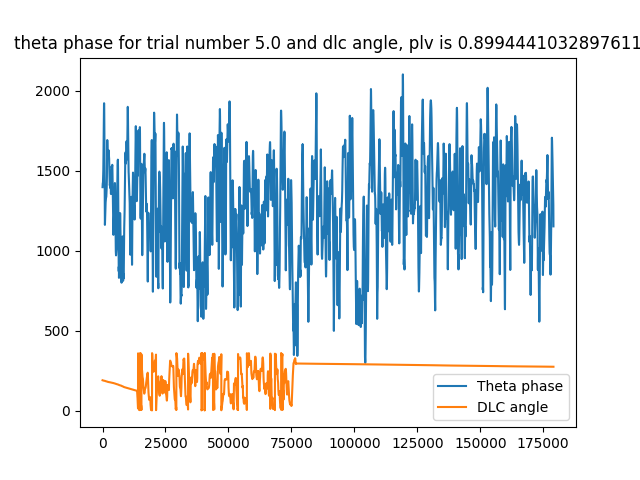 theta phase for trial number 5.0 and dlc angle, plv is 0.8994441032897611
2000
1500
1000
500
0
Theta phase
DLC angle
0 25000 50000 75000 100000 125000 150000 175000